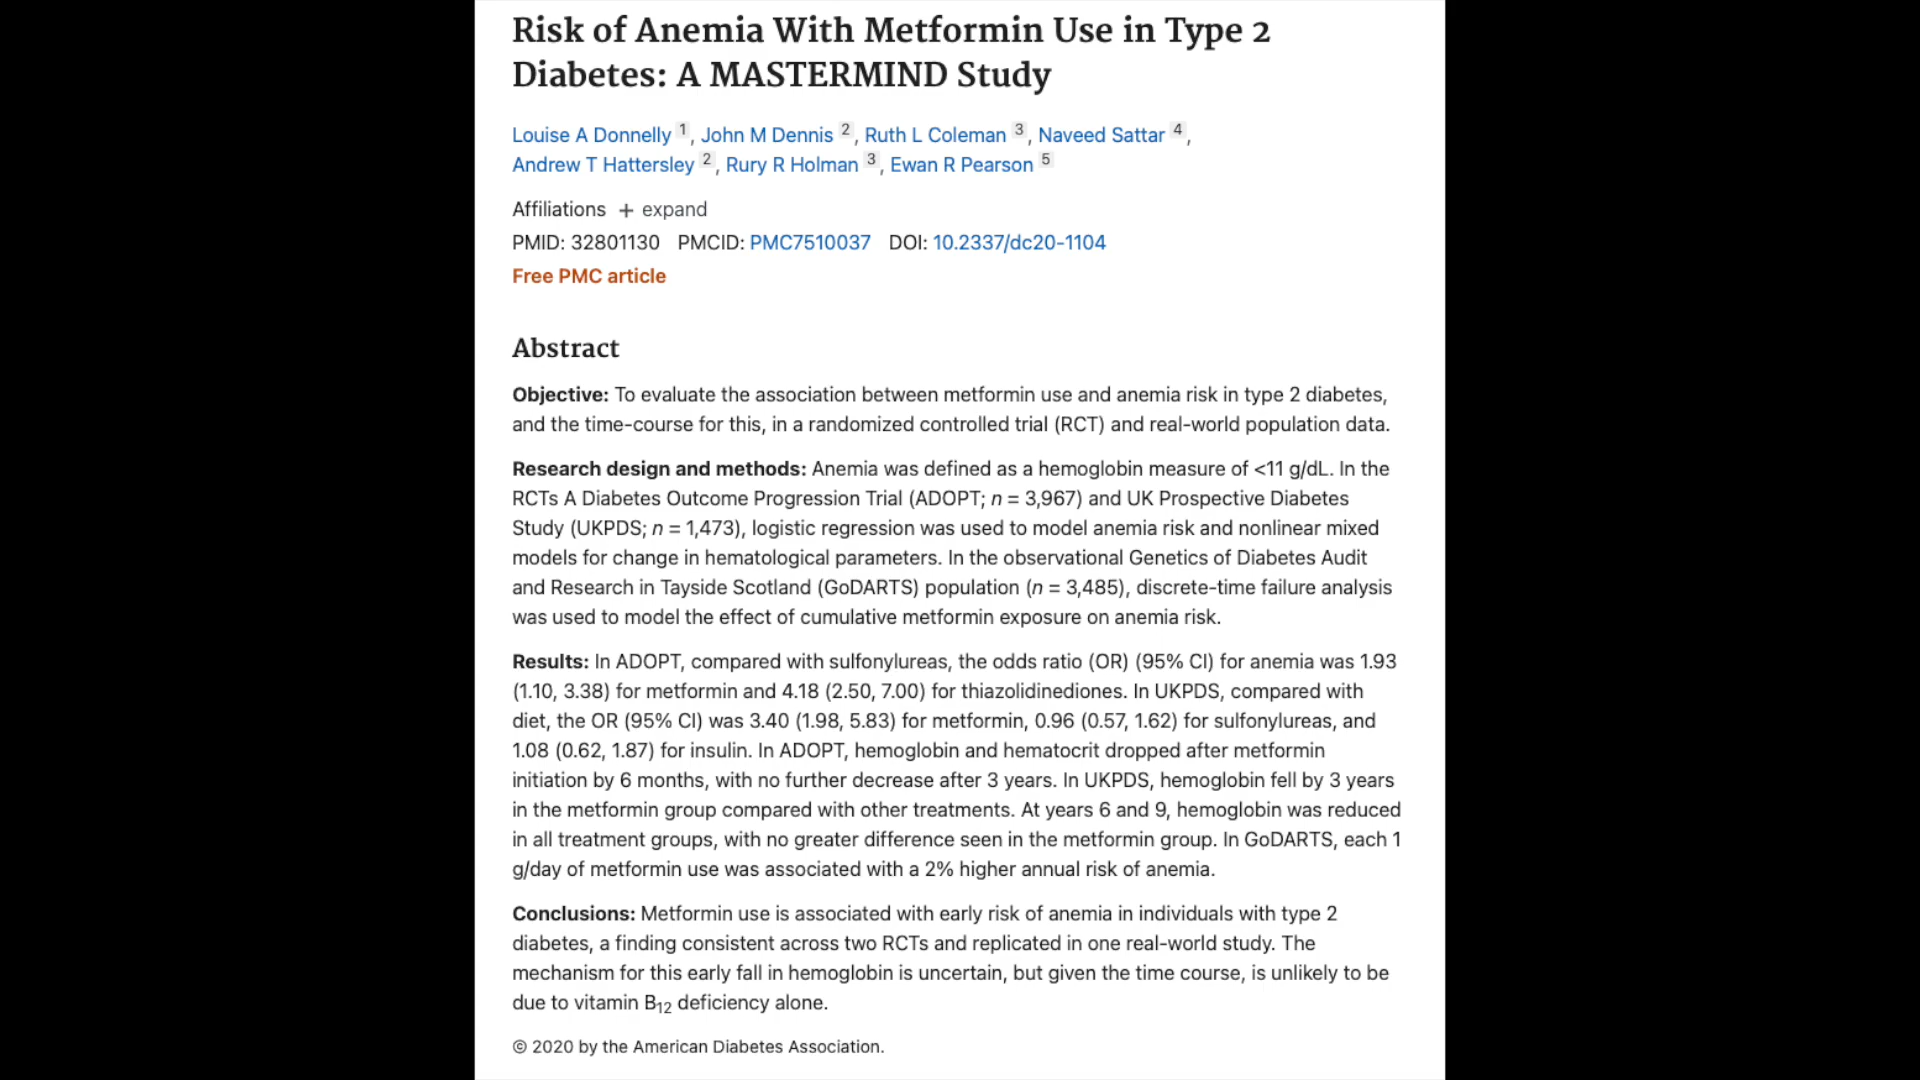 Risk of Anemia With Metformin Use in Type 2
Diabetes: A MASTERMIND Study
Louise A Donnelly 1, John M Dennis 2, Ruth L Coleman 3, Naveed Sattar 4,
Andrew T Hattersley 2, Rury R Holman 3, Ewan R Pearson 5
Affiliations + expand
PMID: 32801130 PMCID: PMC7510037 DOI: 10.2337/dc20-1104
Free PMC article
Abstract
Objective: To evaluate the association between metformin use and anemia risk in type 2 diabetes,
and the time-course for this, in a randomized controlled trial (RCT) and real-world population data.
Research design and methods: Anemia was defined as a hemoglobin measure of <11 g/dL. In the
RCTs A Diabetes Outcome Progression Trial (ADOPT; n = 3,967) and UK Prospective Diabetes
Study (UKPDS; n = 1,473), logistic regression was used to model anemia risk and nonlinear mixed
models for change in hematological parameters. In the observational Genetics of Diabetes Audit
and Research in Tayside Scotland (GoDARTS) population (n = 3,485), discrete-time failure analysis
was used to model the effect of cumulative metformin exposure on anemia risk.
Results: In ADOPT, compared with sulfonylureas, the odds ratio (OR) (95% CI) for anemia was 1.93
(1.10, 3.38) for metformin and 4.18 (2.50, 7.00) for thiazolidinediones. In UKPDS, compared with
diet, the OR (95% CI) was 3.40 (1.98, 5.83) for metformin, 0.96 (0.57, 1.62) for sulfonylureas, and
1.08 (0.62, 1.87) for insulin. In ADOPT, hemoglobin and hematocrit dropped after metformin
initiation by 6 months, with no further decrease after 3 years. In UKPDS, hemoglobin fell by 3 years
in the metformin group compared with other treatments. At years 6 and 9, hemoglobin was reduced
in all treatment groups, with no greater difference seen in the metformin group. In GoDARTS, each 1
g/day of metformin use was associated with a 2% higher annual risk of anemia.
Conclusions: Metformin use is associated with early risk of anemia in individuals with type 2
diabetes, a finding consistent across two RCTs and replicated in one real-world study. The
mechanism for this early fall in hemoglobin is uncertain, but given the time course, is unlikely to be
due to vitamin B12 deficiency alone.
© 2020 by the American Diabetes Association.